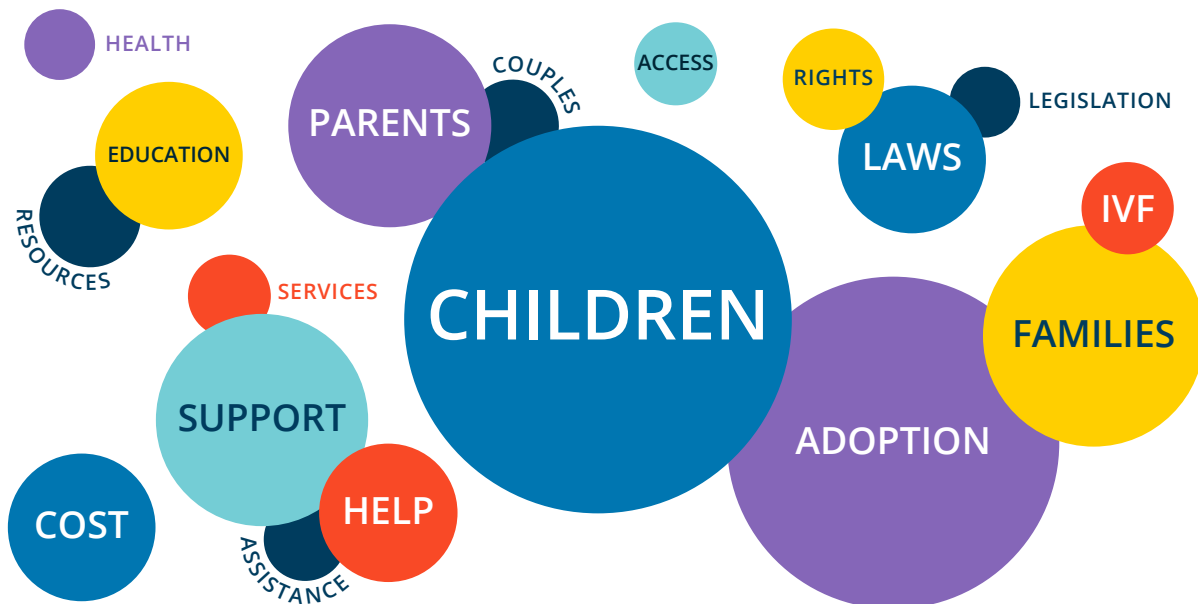 HEALTH
COUPLES
ACCESS
RIGHTS
LEGISLATION
PARENTS
EDUCATION
LAWS
IVF
RESOURCES
SERVICES
CHILDREN
FAMILIES
SUPPORT
ADOPTION
COST
HELP
ASSISTANCE